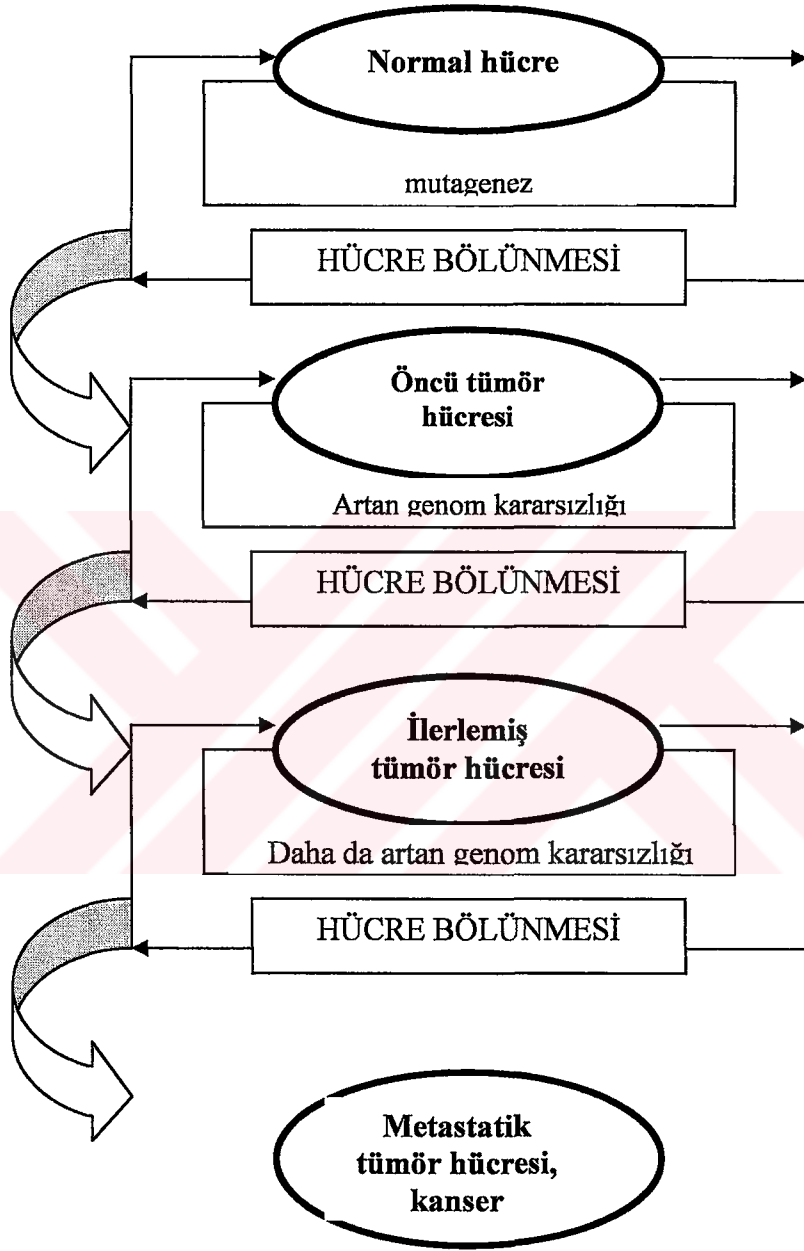 Normal hücre
mutagenez
HÜCRE BÖLÜNMESİ
Öncü tümör
hücresi
Artan genom kararsızlığı
HÜCRE BÖLÜNMESİ
İlerlemiş
tümör hücresi
Daha da artan genom kararsızlığı
HÜCRE BÖLÜNMESİ
Metastatik
tümör hücresi,
kanser